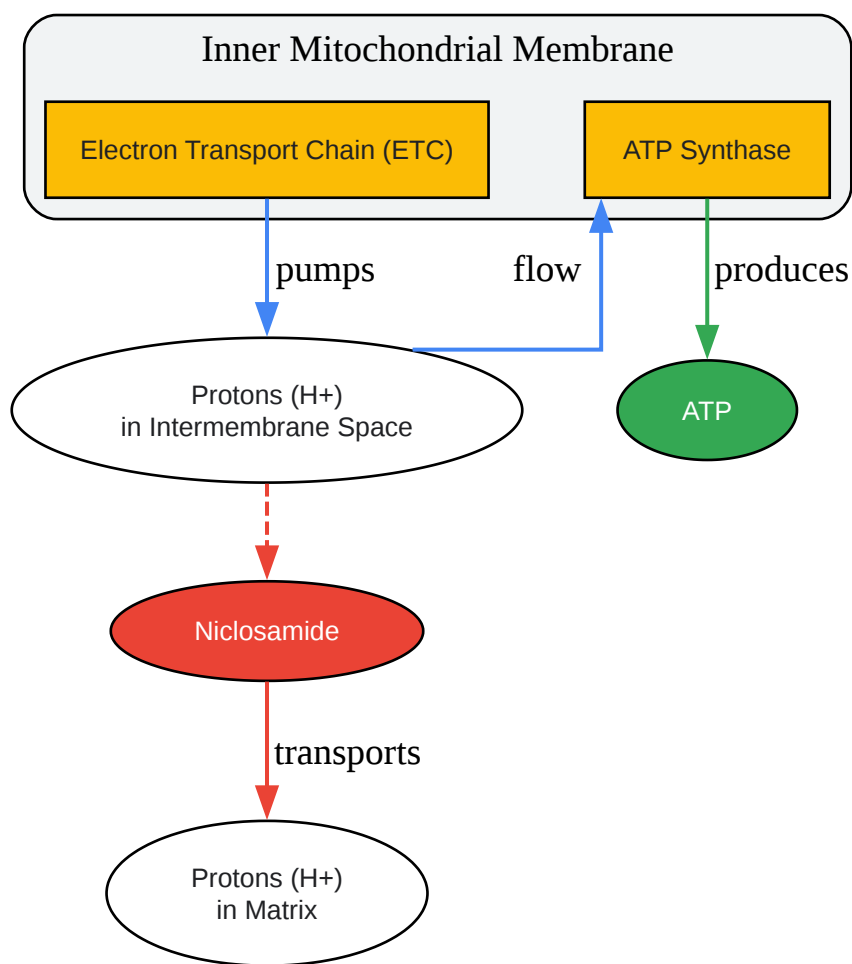 Inner Mitochondrial Membrane
Electron Transport Chain (ETC)
ATP Synthase
pumps
flow
produces
Protons (H+)
in Intermembrane Space
ATP
Niclosamide
transports
Protons (H+)
in Matrix